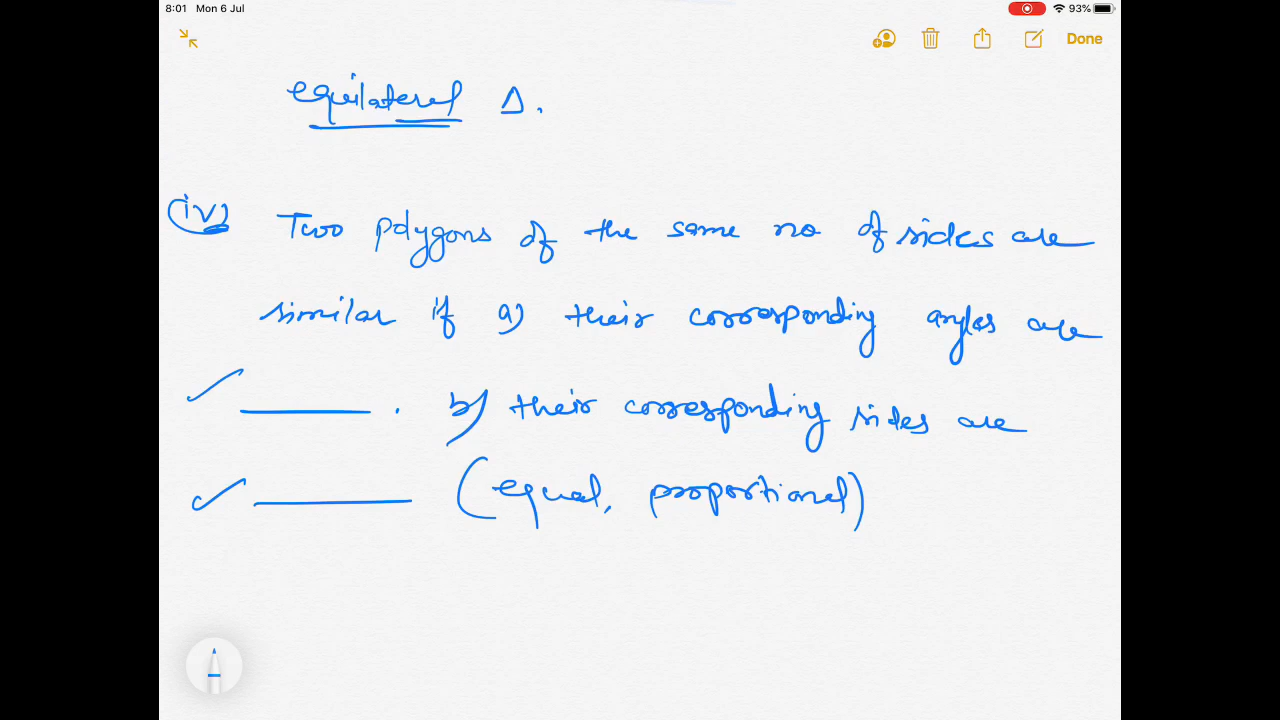 8:01 Mon 6 Jul
93%
Done
equilateral Δ.
(iv) Two polygons of the same no of sides are
similar if a) their corresponding angles are
______ . b) their corresponding sides are
______ (equal, proportional)